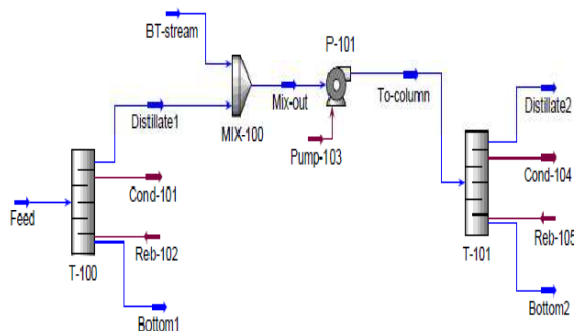 BT-stream
P-101
Mix-out
To-column
Distillate1
MIX-100
Distillate2
Pump-103
Cond-101
Cond-104
Feed
Reb-102
Reb-105
T-100
T-101
Bottom1
Bottom2